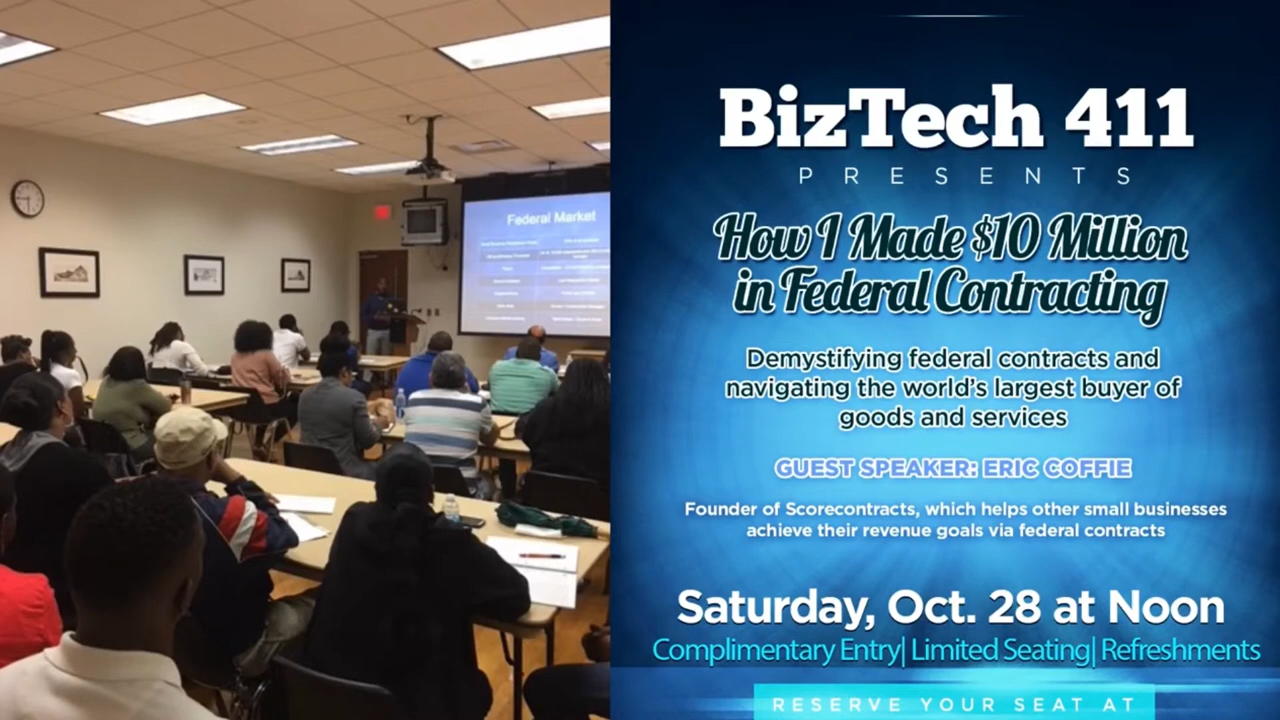 Federal Market
BizTech 411
PRESENTS
How I Made $10 Million
in Federal Contracting
Demystifying federal contracts and
navigating the world's largest buyer of
goods and services
GUEST SPEAKER: ERIC COFFIE
Founder of Scorecontracts, which helps other small businesses
achieve their revenue goals via federal contracts
Saturday, Oct. 28 at Noon
Complimentary Entry| Limited Seating| Refreshments
RESERVE YOUR SEAT AT